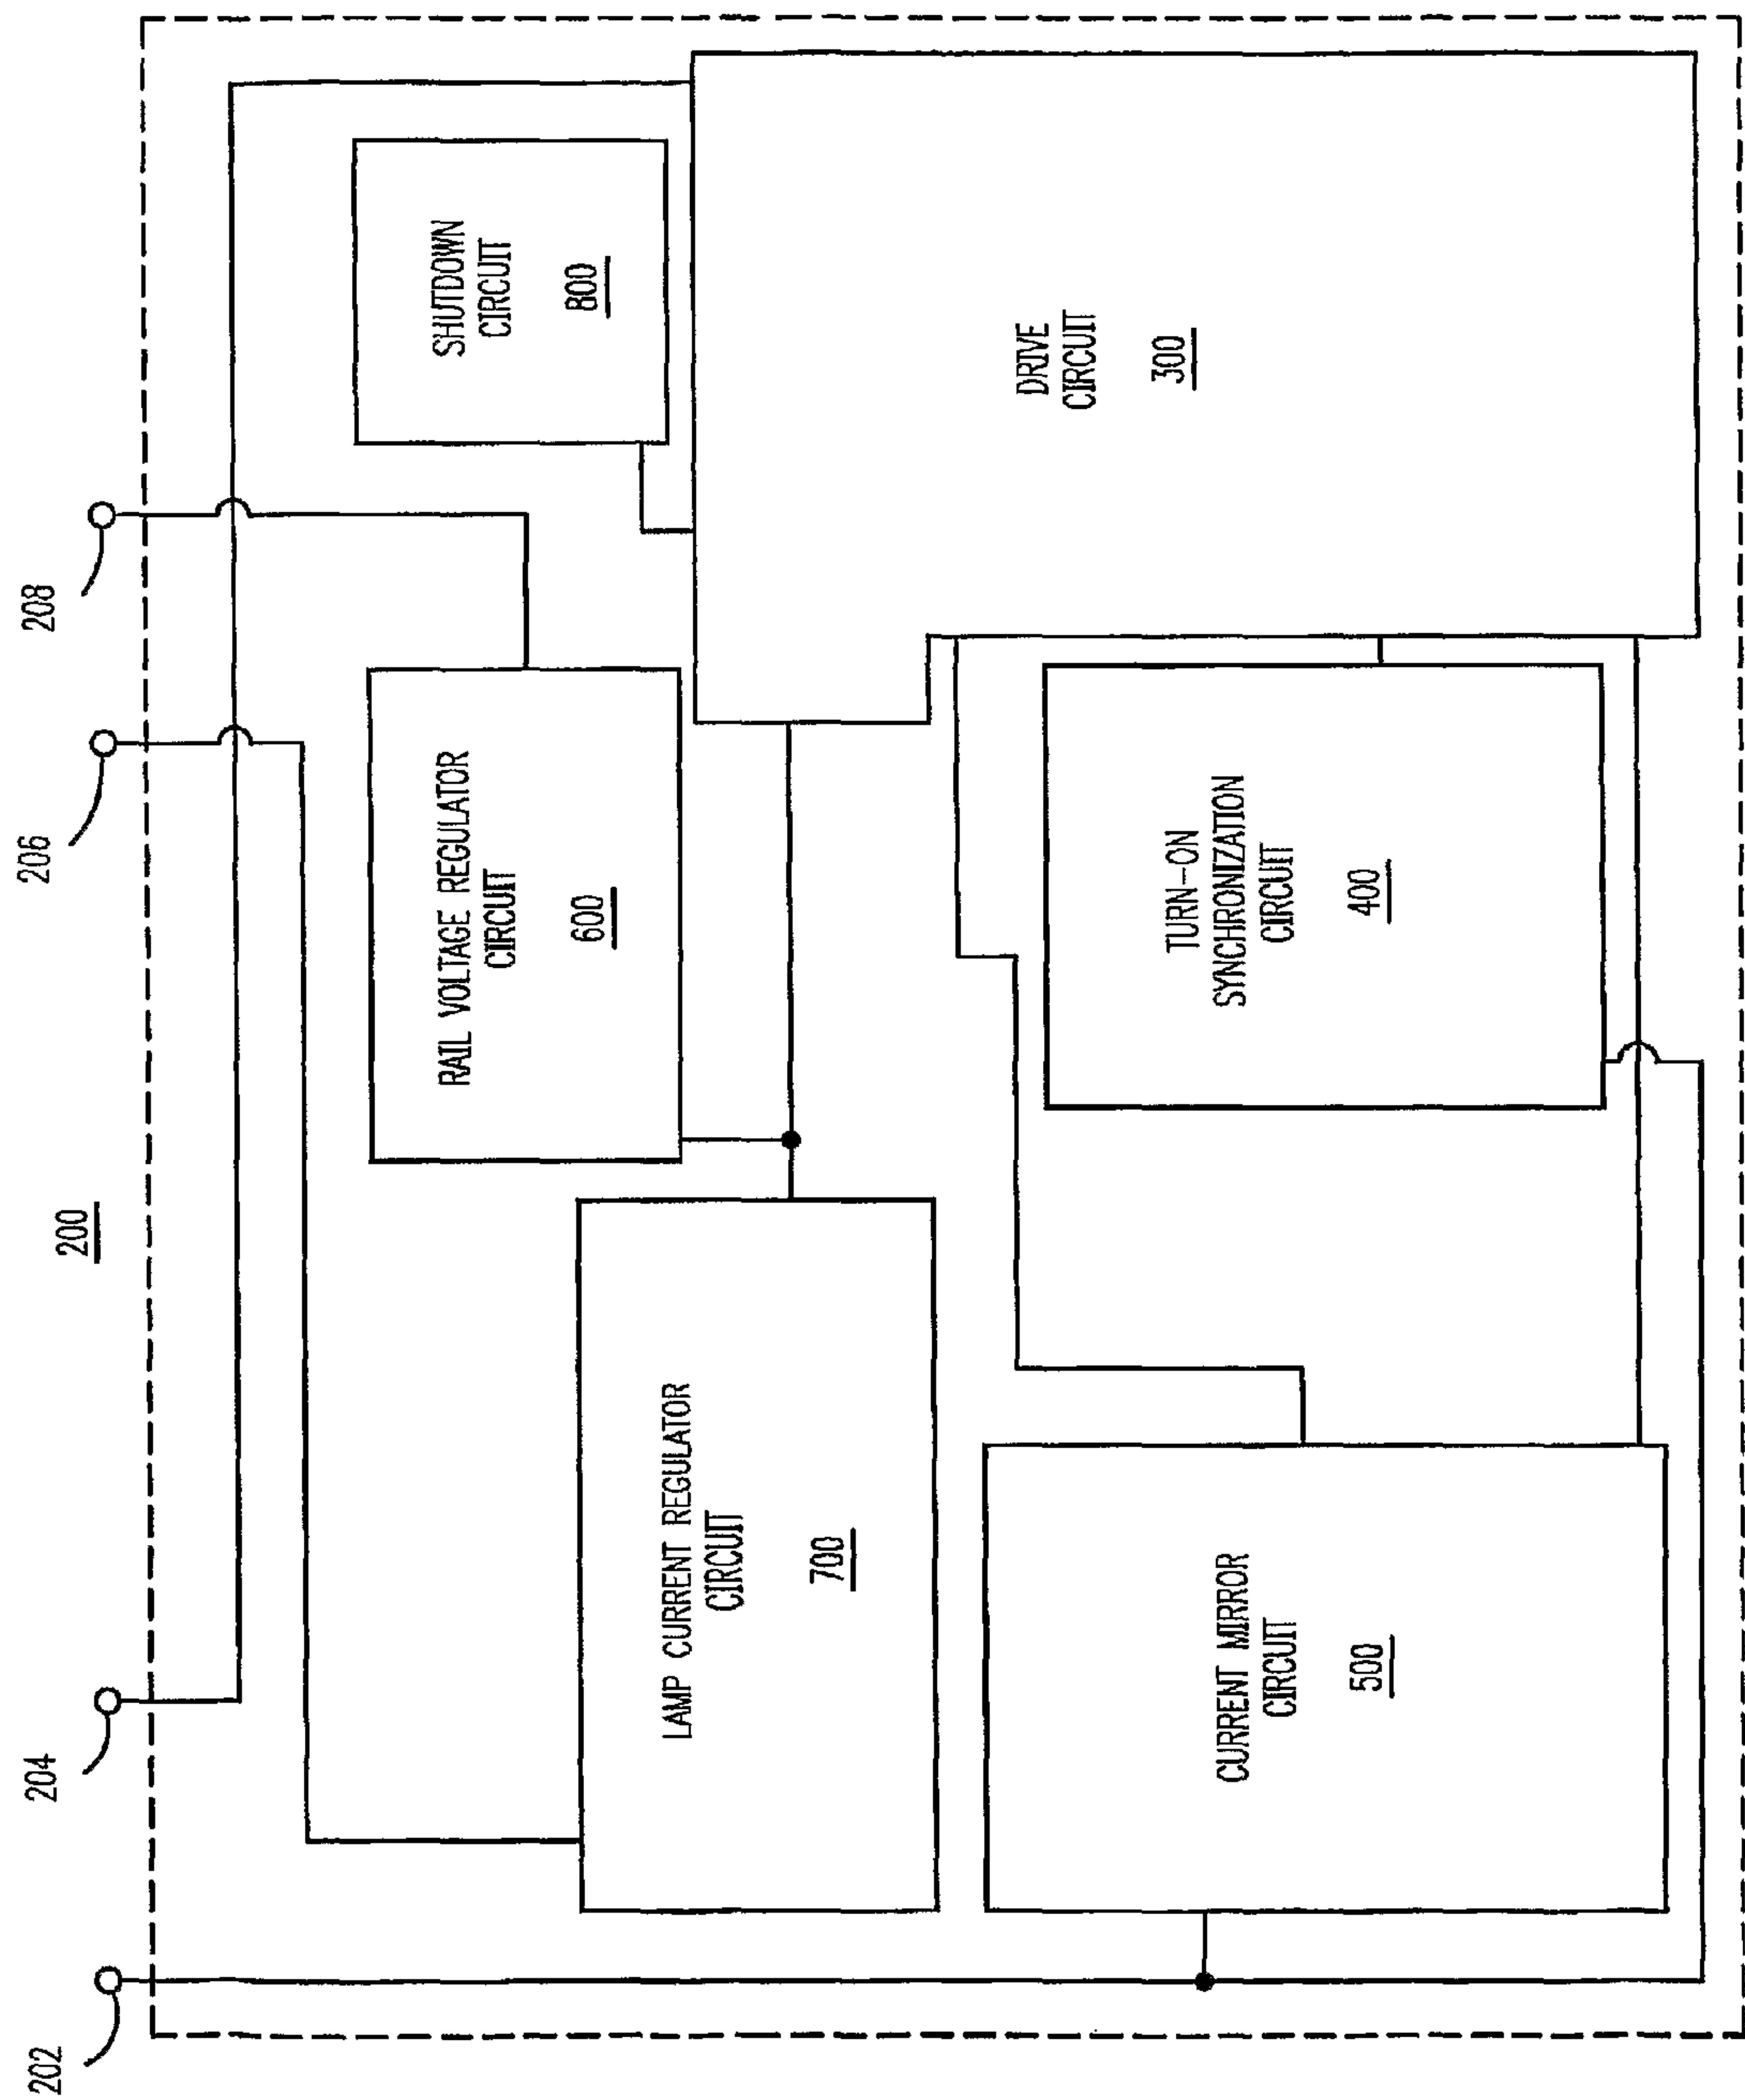 200
202
204
206
208
LAMP CURRENT REGULATOR
CIRCUIT
700
RAIL VOLTAGE REGULATOR
CIRCUIT
600
SHUTDOWN
CIRCUIT
800
CURRENT MIRROR
CIRCUIT
500
TURN-ON
SYNCHRONIZATION
CIRCUIT
400
DRIVE
CIRCUIT
300